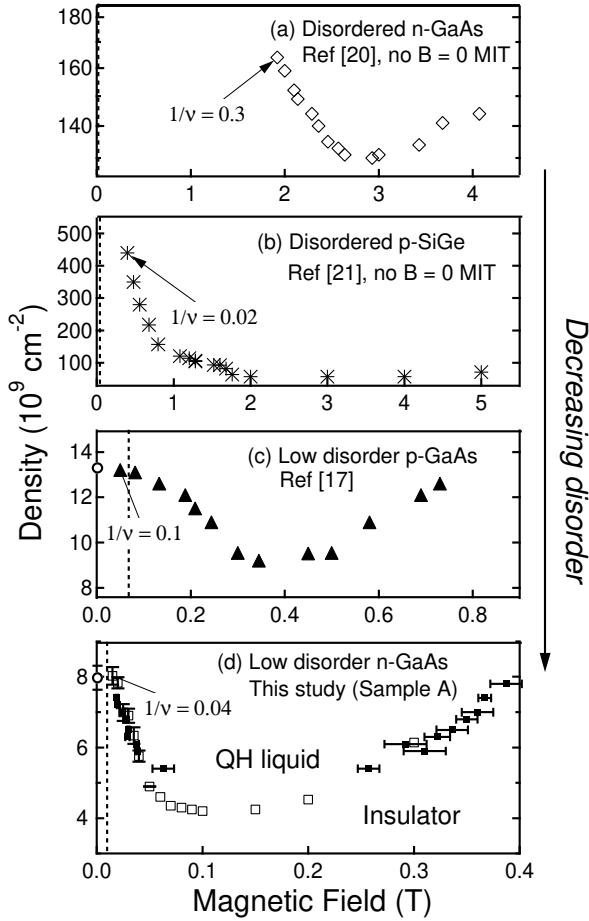 180
160
140
(a) Disordered n-GaAs
Ref [20], no B = 0 MIT
1/ν = 0.3
0 1 2 3 4
500
400
300
200
100
(b) Disordered p-SiGe
Ref [21], no B = 0 MIT
1/ν = 0.02
0 1 2 3 4 5
14
12
10
8
(c) Low disorder p-GaAs
Ref [17]
1/ν = 0.1
0.0 0.2 0.4 0.6 0.8
8
6
4
(d) Low disorder n-GaAs
This study (Sample A)
1/ν = 0.04
QH liquid
Insulator
0.0 0.1 0.2 0.3 0.4
Magnetic Field (T)
Density (10⁹ cm⁻²)
Decreasing disorder